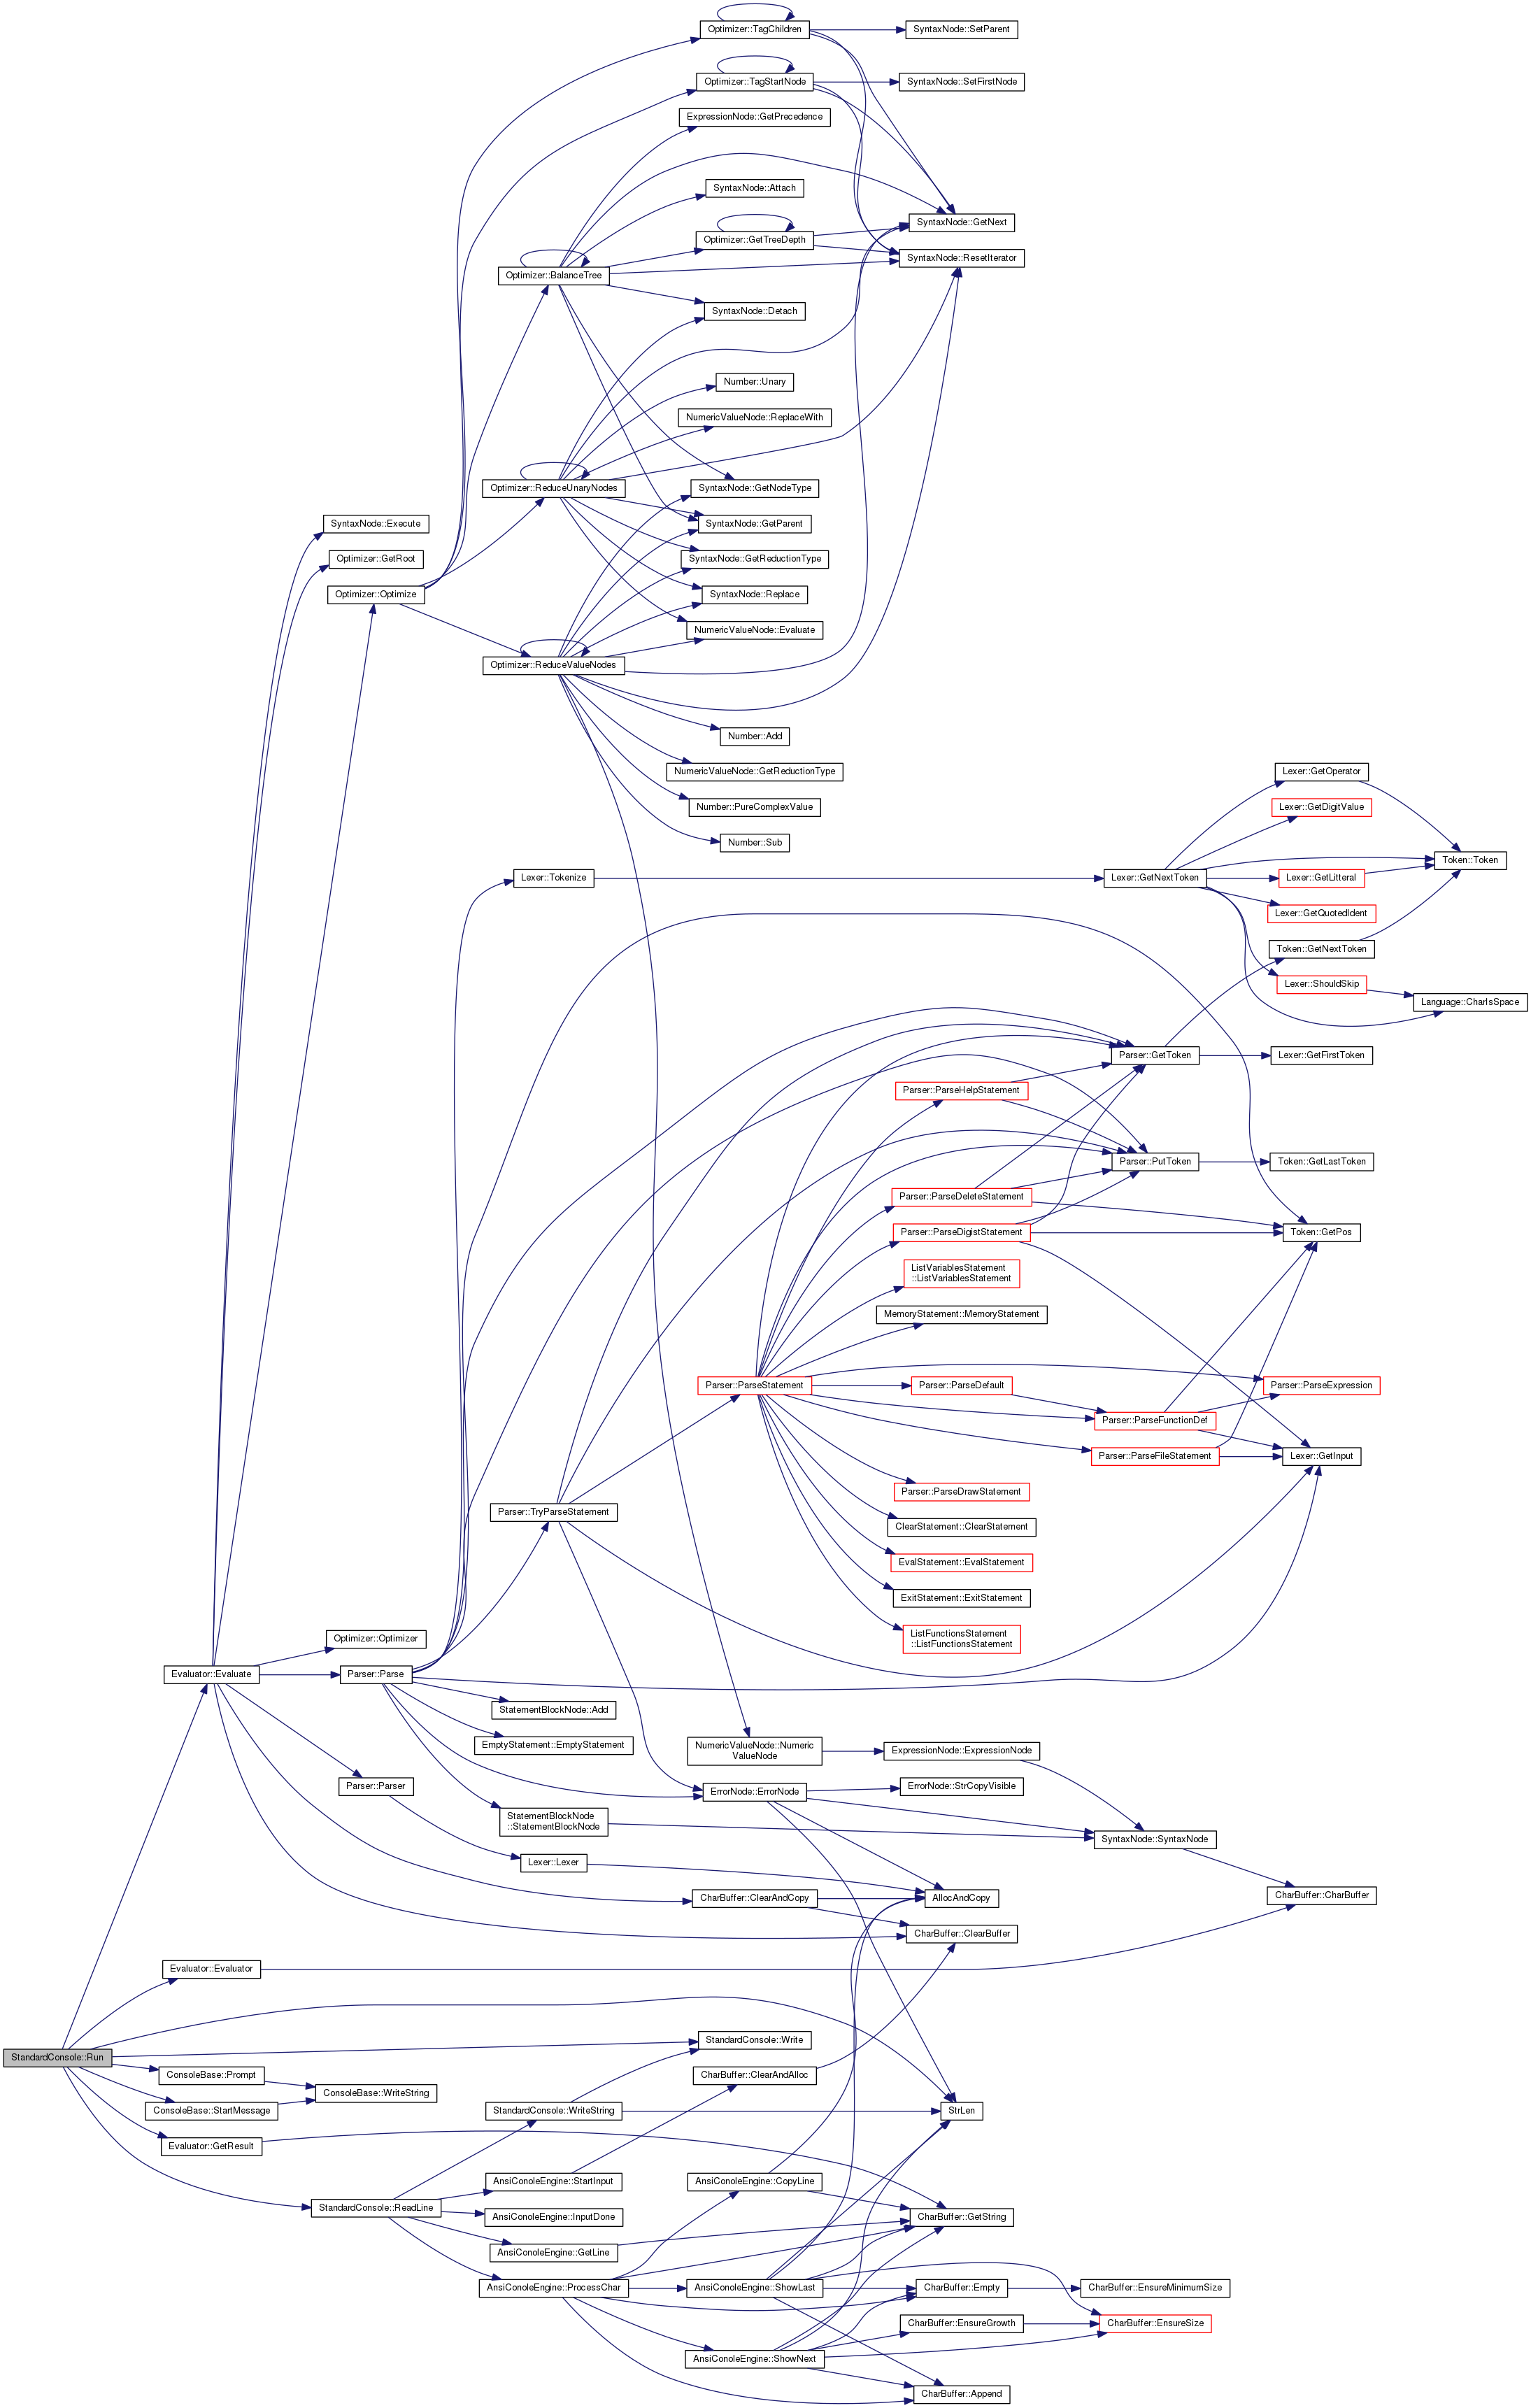 Optimizer::TagChildren
SyntaxNode::SetParent
Optimizer::TagStartNode
SyntaxNode::SetFirstNode
ExpressionNode::GetPrecedence
SyntaxNode::Attach
SyntaxNode::GetNext
Optimizer::GetTreeDepth
SyntaxNode::ResetIterator
Optimizer::BalanceTree
SyntaxNode::Detach
Number::Unary
NumericValueNode::ReplaceWith
Optimizer::ReduceUnaryNodes
SyntaxNode::GetNodeType
SyntaxNode::Execute
SyntaxNode::GetParent
Optimizer::GetRoot
SyntaxNode::GetReductionType
Optimizer::Optimize
SyntaxNode::Replace
NumericValueNode::Evaluate
Optimizer::ReduceValueNodes
Number::Add
NumericValueNode::GetReductionType
Lexer::GetOperator
Number::PureComplexValue
Lexer::GetDigitValue
Number::Sub
Token::Token
Lexer::Tokenize
Lexer::GetNextToken
Lexer::GetLitteral
Lexer::GetQuotedIdent
Token::GetNextToken
Lexer::ShouldSkip
Language::CharIsSpace
Parser::GetToken
Lexer::GetFirstToken
Parser::ParseHelpStatement
Parser::PutToken
Token::GetLastToken
Parser::ParseDeleteStatement
Parser::ParseDigistStatement
Token::GetPos
ListVariablesStatement
::ListVariablesStatement
MemoryStatement::MemoryStatement
Parser::ParseStatement
Parser::ParseDefault
Parser::ParseExpression
Parser::ParseFunctionDef
Parser::ParseFileStatement
Lexer::GetInput
Parser::ParseDrawStatement
Parser::TryParseStatement
ClearStatement::ClearStatement
EvalStatement::EvalStatement
ExitStatement::ExitStatement
ListFunctionsStatement
::ListFunctionsStatement
Optimizer::Optimizer
Evaluator::Evaluate
Parser::Parse
StatementBlockNode::Add
EmptyStatement::EmptyStatement
NumericValueNode::Numeric
ValueNode
ExpressionNode::ExpressionNode
Parser::Parser
ErrorNode::ErrorNode
ErrorNode::StrCopyVisible
StatementBlockNode
::StatementBlockNode
SyntaxNode::SyntaxNode
Lexer::Lexer
CharBuffer::ClearAndCopy
AllocAndCopy
CharBuffer::CharBuffer
CharBuffer::ClearBuffer
Evaluator::Evaluator
StandardConsole::Write
StandardConsole::Run
ConsoleBase::Prompt
CharBuffer::ClearAndAlloc
ConsoleBase::WriteString
ConsoleBase::StartMessage
StandardConsole::WriteString
StrLen
Evaluator::GetResult
AnsiConoleEngine::StartInput
AnsiConoleEngine::CopyLine
StandardConsole::ReadLine
AnsiConoleEngine::InputDone
CharBuffer::GetString
AnsiConoleEngine::GetLine
AnsiConoleEngine::ProcessChar
AnsiConoleEngine::ShowLast
CharBuffer::Empty
CharBuffer::EnsureMinimumSize
CharBuffer::EnsureGrowth
CharBuffer::EnsureSize
AnsiConoleEngine::ShowNext
CharBuffer::Append